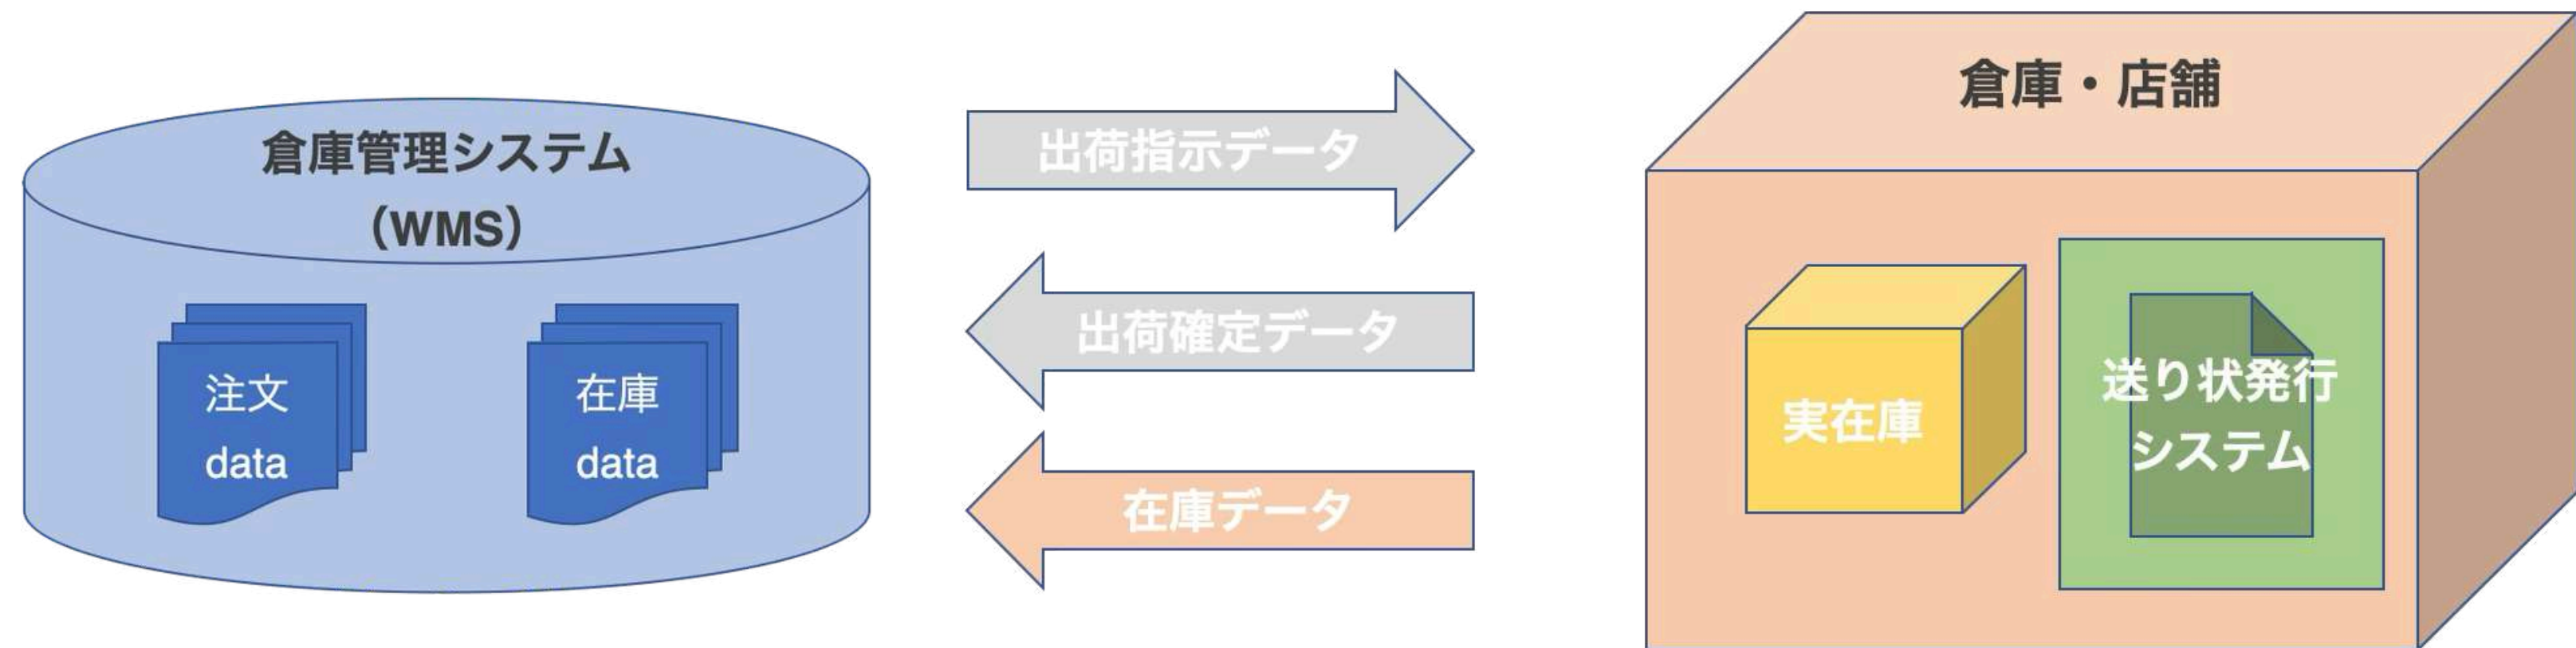 倉庫管理システム
（WMS）
注文
data
在庫
data
出荷指示データ
出荷確定データ
在庫データ
倉庫・店舗
実在庫
送り状発行
システム